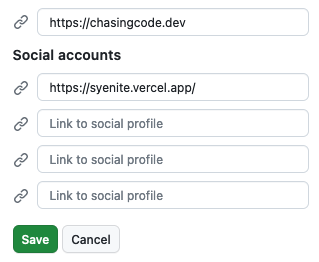 https://chasingcode.dev
Social accounts
https://syenite.vercel.app/
Link to social profile
Link to social profile
Link to social profile
Save Cancel